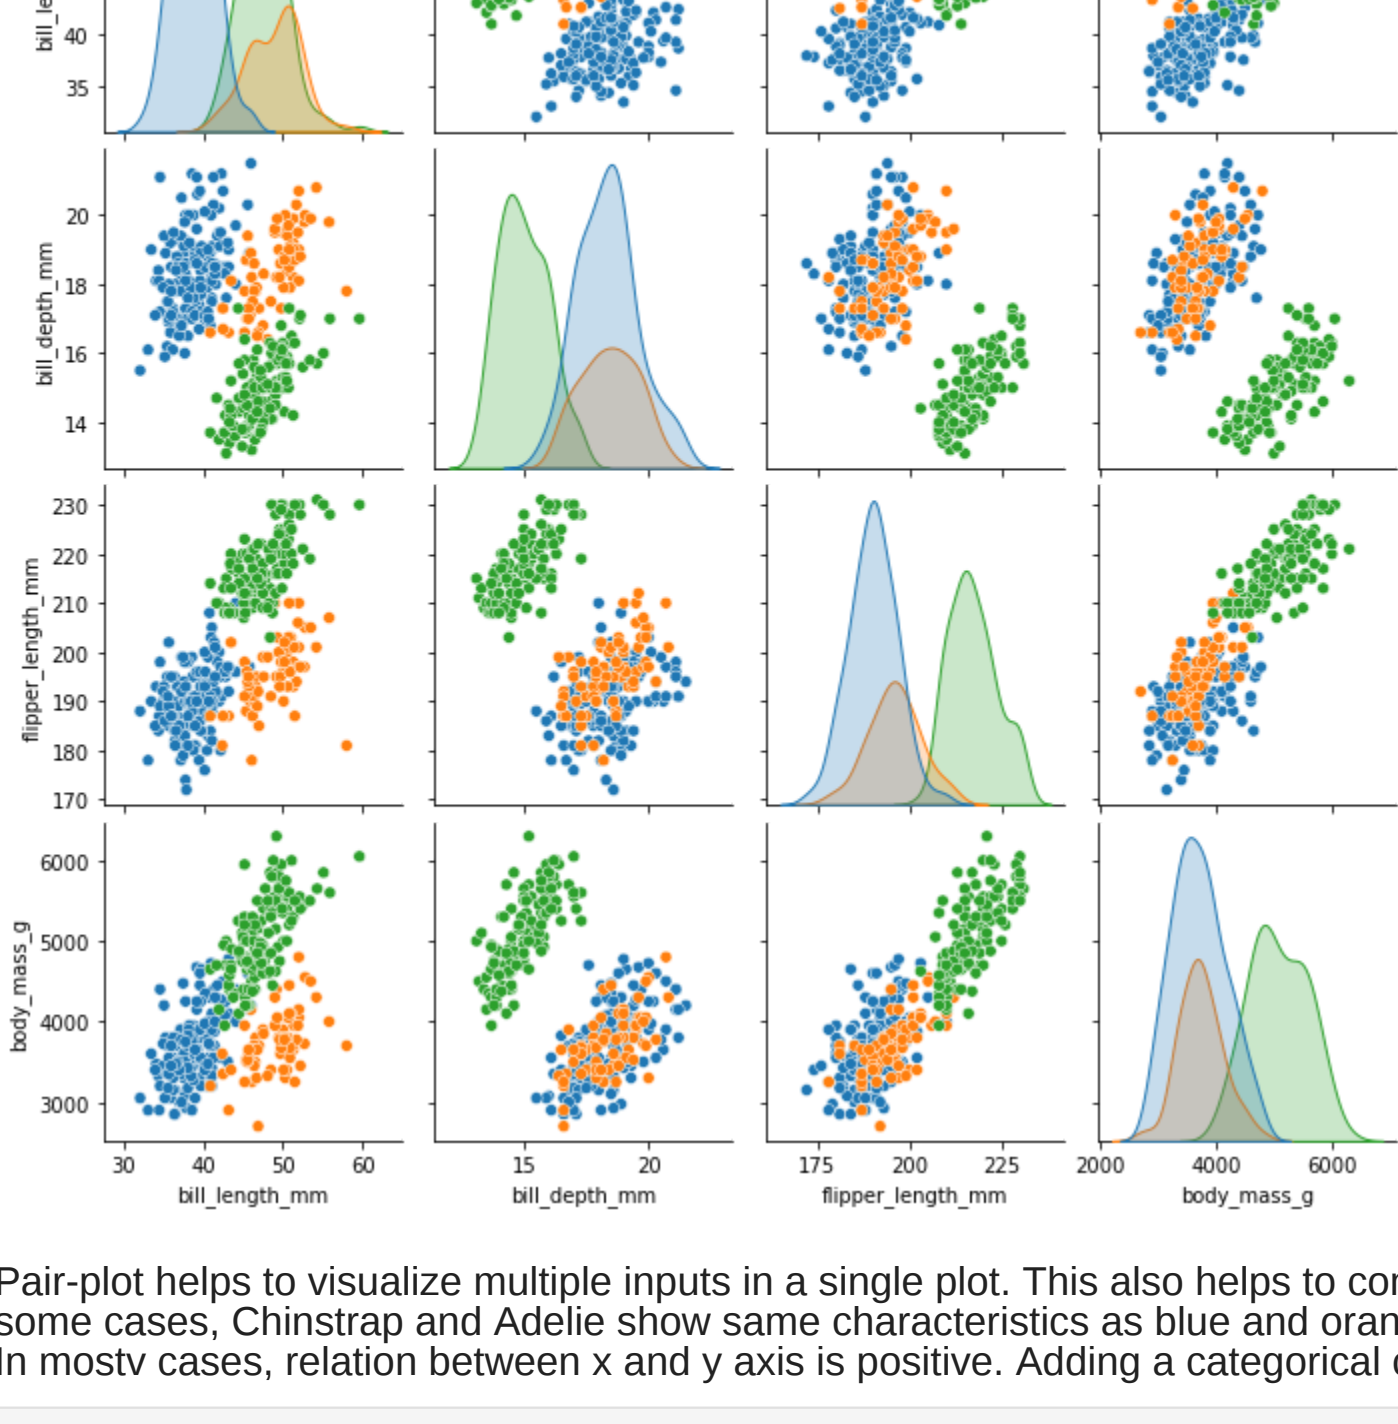 bill_le
40
35
20
18
16
14
bill_depth_mm
230
220
210
200
190
180
170
flipper_length_mm
6000
5000
4000
3000
body_mass_g
30 40 50 60 15 20 175 200 225 2000 4000 6000
bill_length_mm bill_depth_mm flipper_length_mm body_mass_g
Pair-plot helps to visualize multiple inputs in a single plot. This also helps to co
some cases, Chinstrap and Adelie show same characteristics as blue and oran
In mostv cases, relation between x and y axis is positive. Adding a categorical